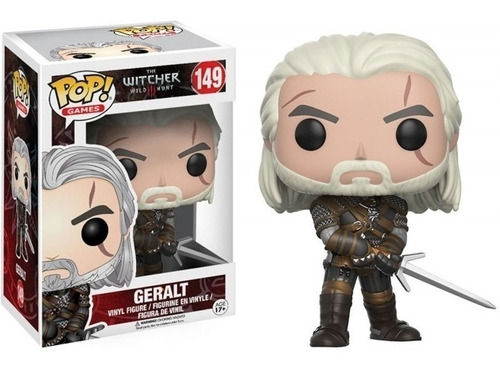 POP!
GAMES
THE
WITCHER
WILD HUNT
149
GERALT
VINYL FIGURE / FIGURINE EN VINYLE /
FIGURA DE VINIL
AGE
17+
GERALT